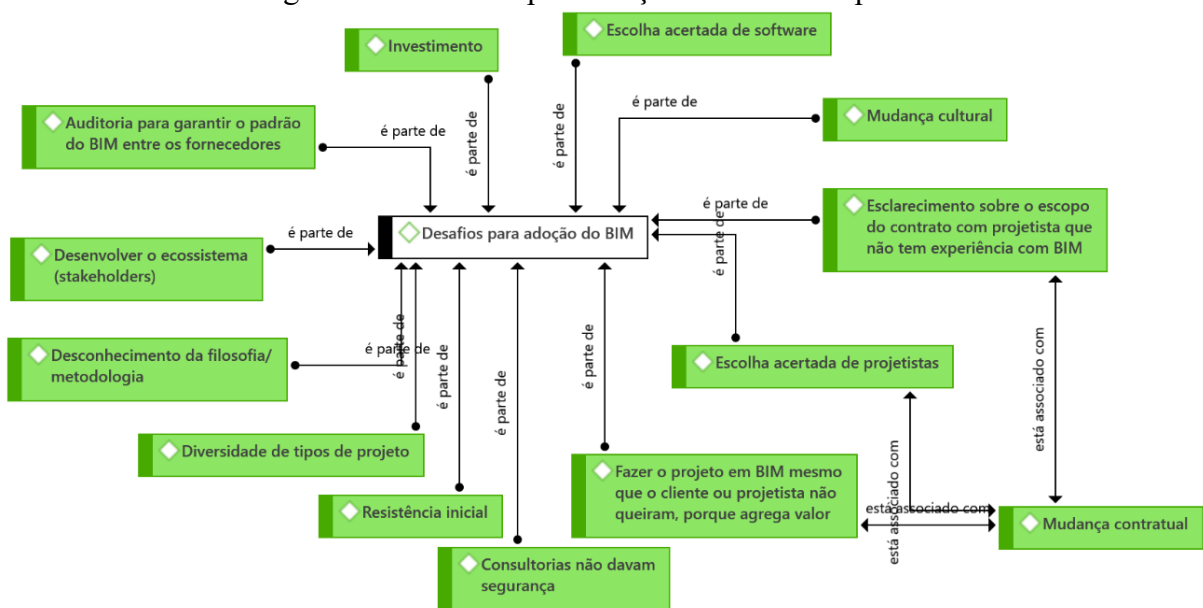 Investimento
Escolha acertada de software
Auditoria para garantir o padrão
do BIM entre os fornecedores
é parte de
é parte de
é parte de
é parte de
Mudança cultural
Desafios para adoção do BIM
é parte de
é parte de
Esclarecimento sobre o escopo
do contrato com projetista que
não tem experiência com BIM
Desenvolver o ecossistema
(stakeholders)
é parte de
Desconhecimento da filosofia/
metodologia
é parte de
é parte de
é parte de
é parte de
é parte de
Escolha acertada de projetistas
está associado com
Diversidade de tipos de projeto
Resistência inicial
Consultorias não davam
segurança
Fazer o projeto em BIM mesmo
que o cliente ou projetista não
queiram, porque agrega valor
está associado com
está associado com
Mudança contratual